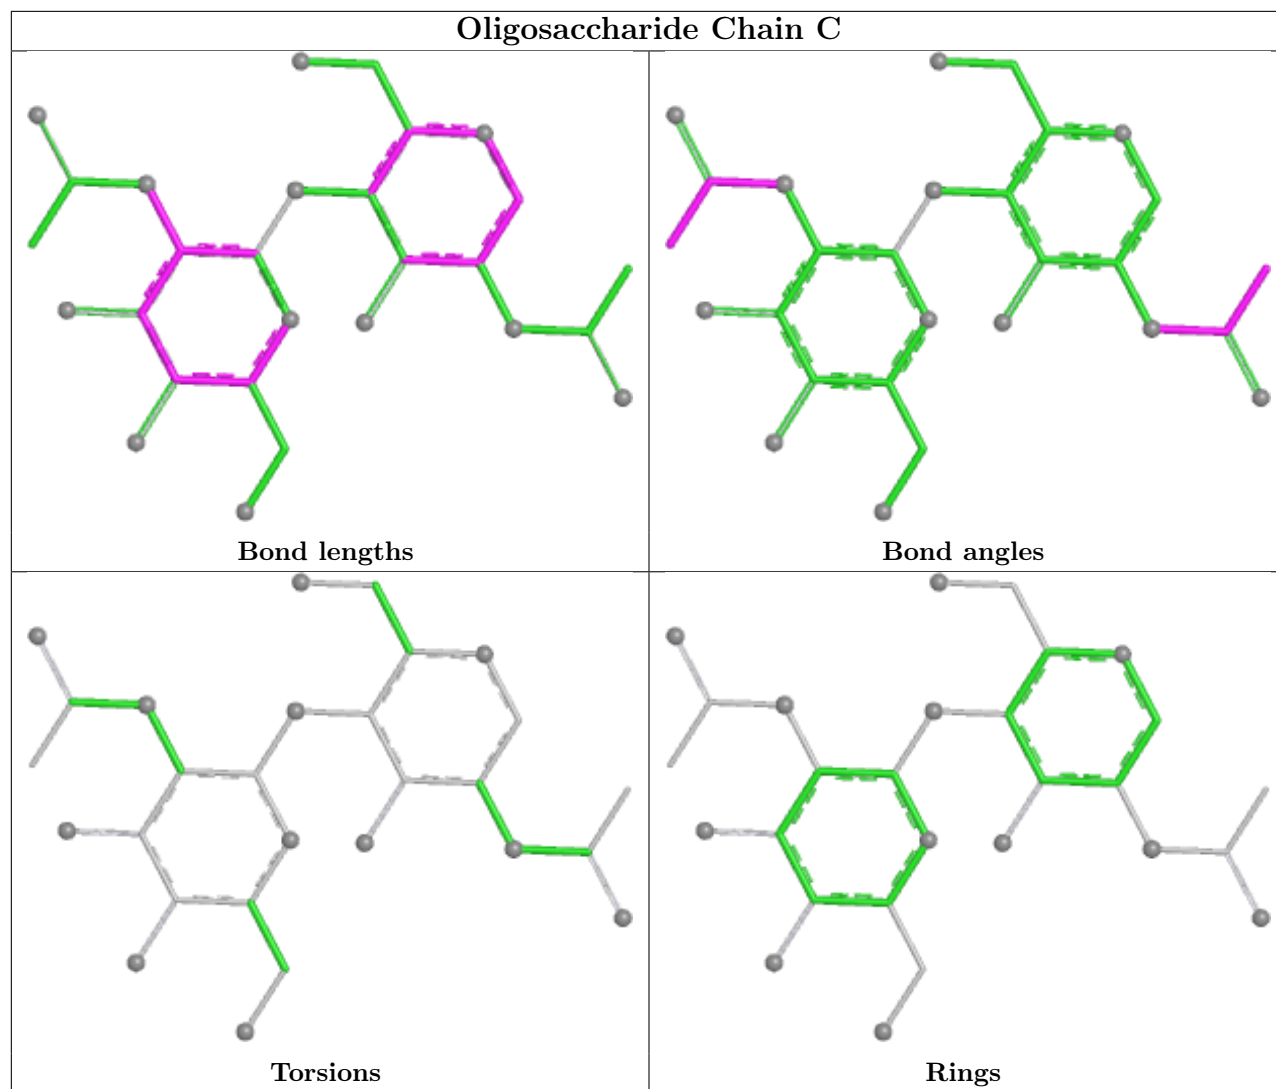 Oligosaccharide Chain C
Bond lengths
Bond angles
Torsions
Rings